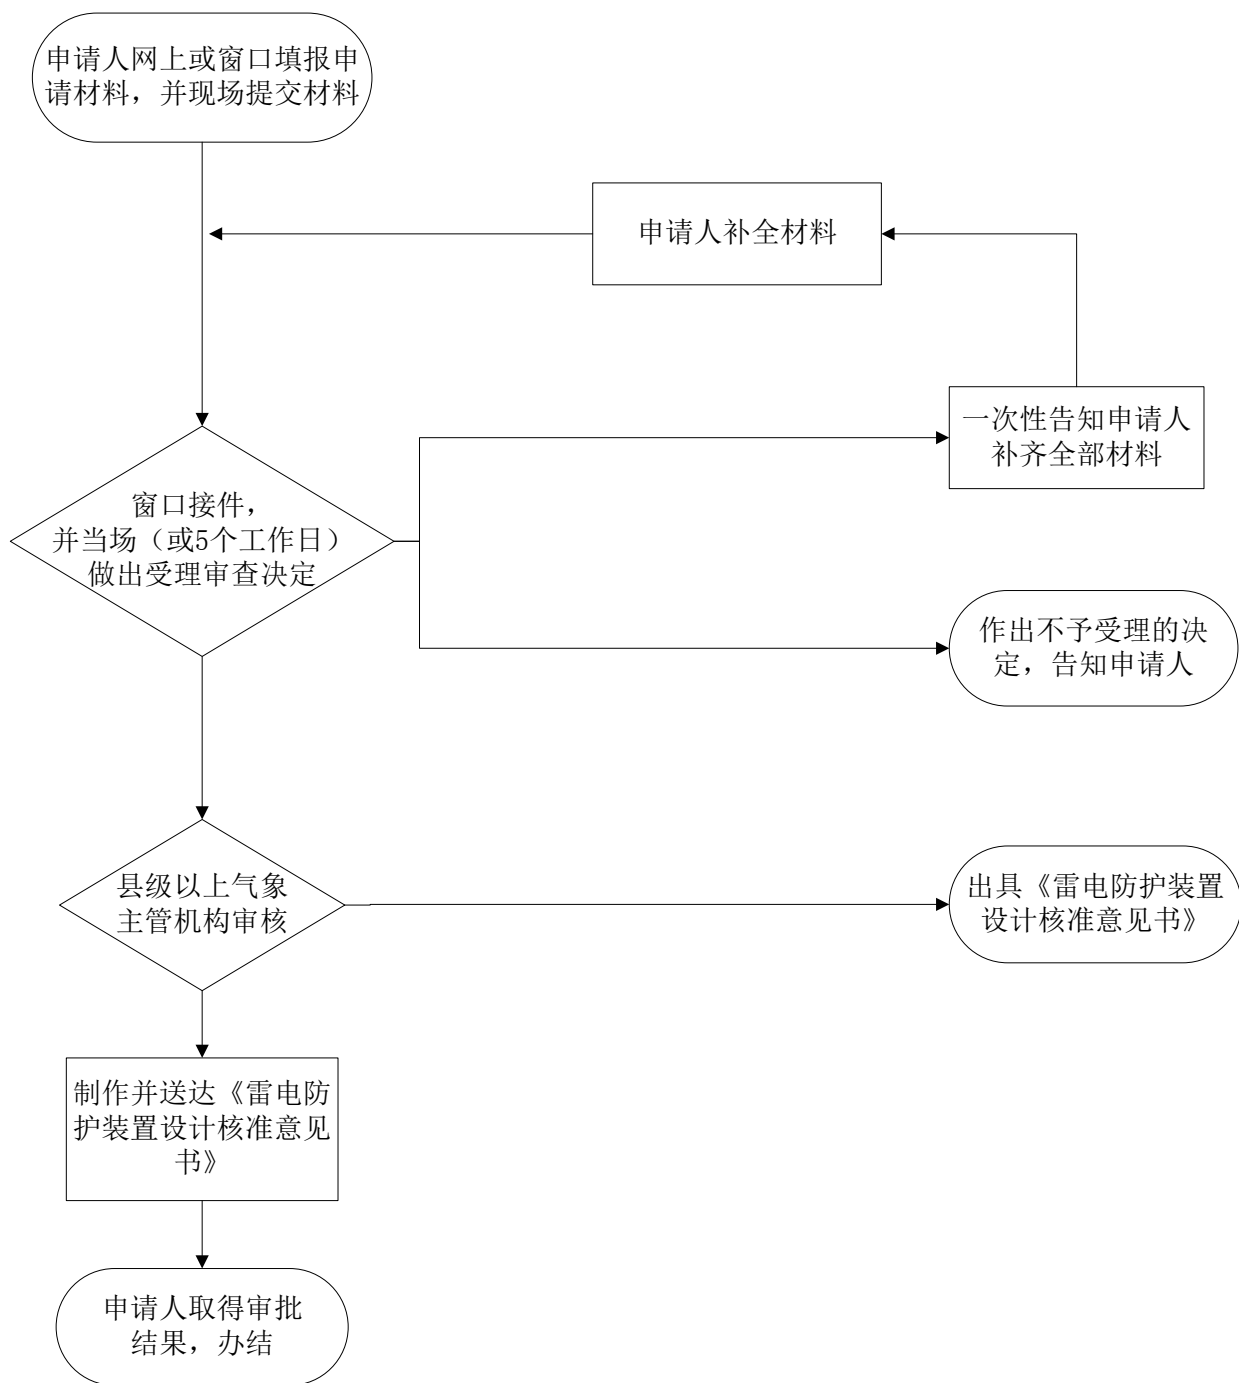 申请人网上或窗口填报申
请材料，并现场提交材料
申请人补全材料
一次性告知申请人
补齐全部材料
窗口接件，
并当场（或5个工作日）
做出受理审查决定
作出不予受理的决
定，告知申请人
县级以上气象
主管机构审核
出具《雷电防护装置
设计核准意见书》
制作并送达《雷电防
护装置设计核准意见
书》
申请人取得审批
结果，办结